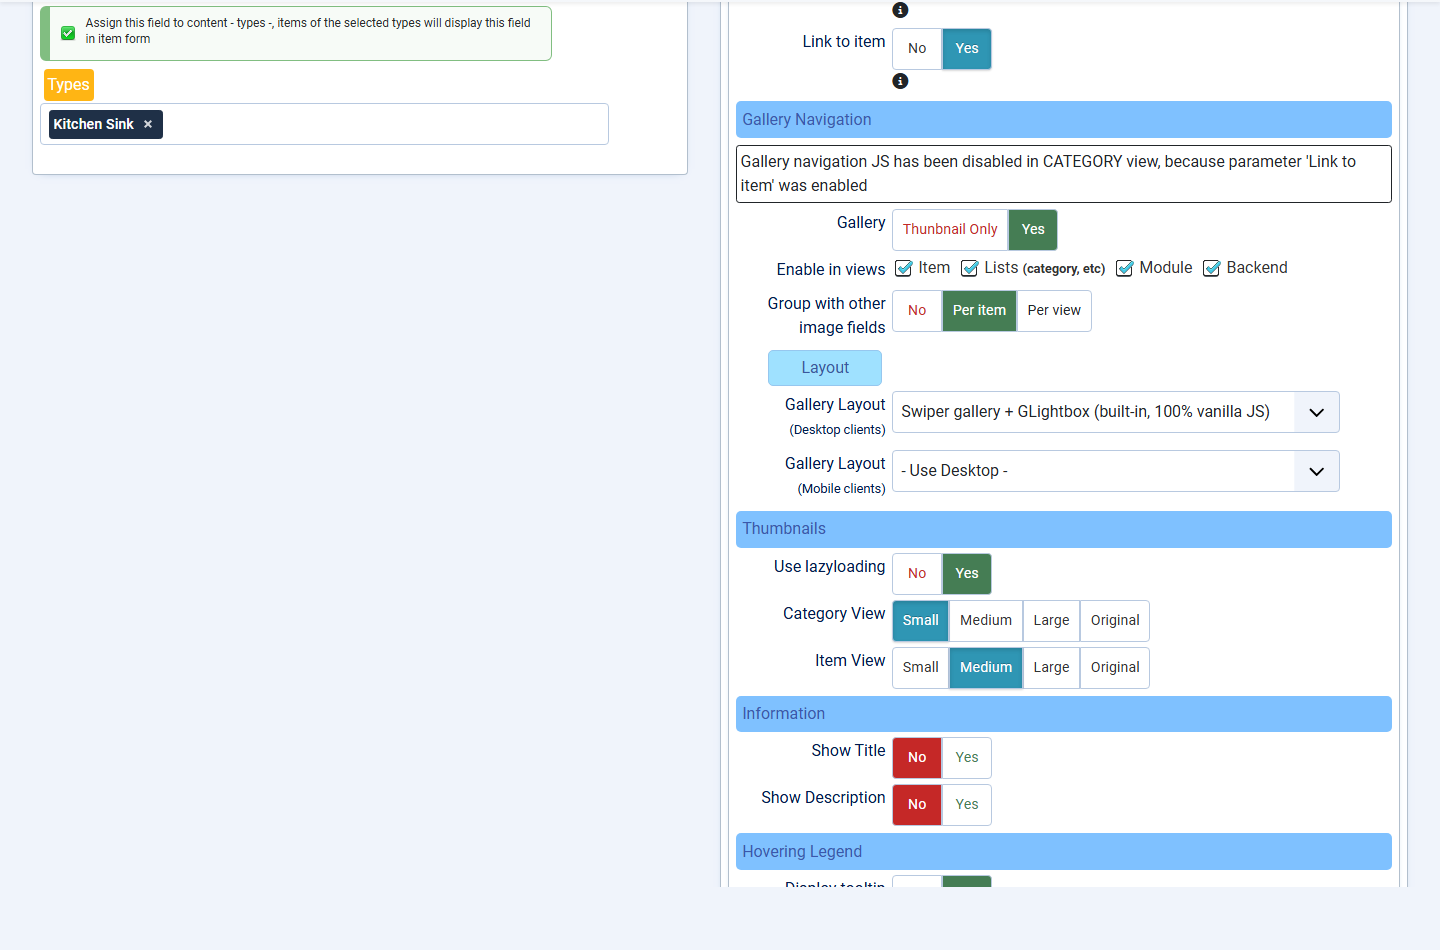 Assign this field to content - types -, items of the selected types will display this field
in item form
Types
Kitchen Sink ×
Link to item No Yes
Gallery Navigation
Gallery navigation JS has been disabled in CATEGORY view, because parameter 'Link to
item' was enabled
Gallery Thunbnail Only Yes
Enable in views Item Lists (category, etc) Module Backend
Group with other
image fields
No Per item Per view
Layout
Gallery Layout
(Desktop clients)
Swiper gallery + GLightbox (built-in, 100% vanilla JS)
Gallery Layout
(Mobile clients)
- Use Desktop -
Thumbnails
Use lazyloading No Yes
Category View Small Medium Large Original
Item View Small Medium Large Original
Information
Show Title No Yes
Show Description No Yes
Hovering Legend
Display tooltip